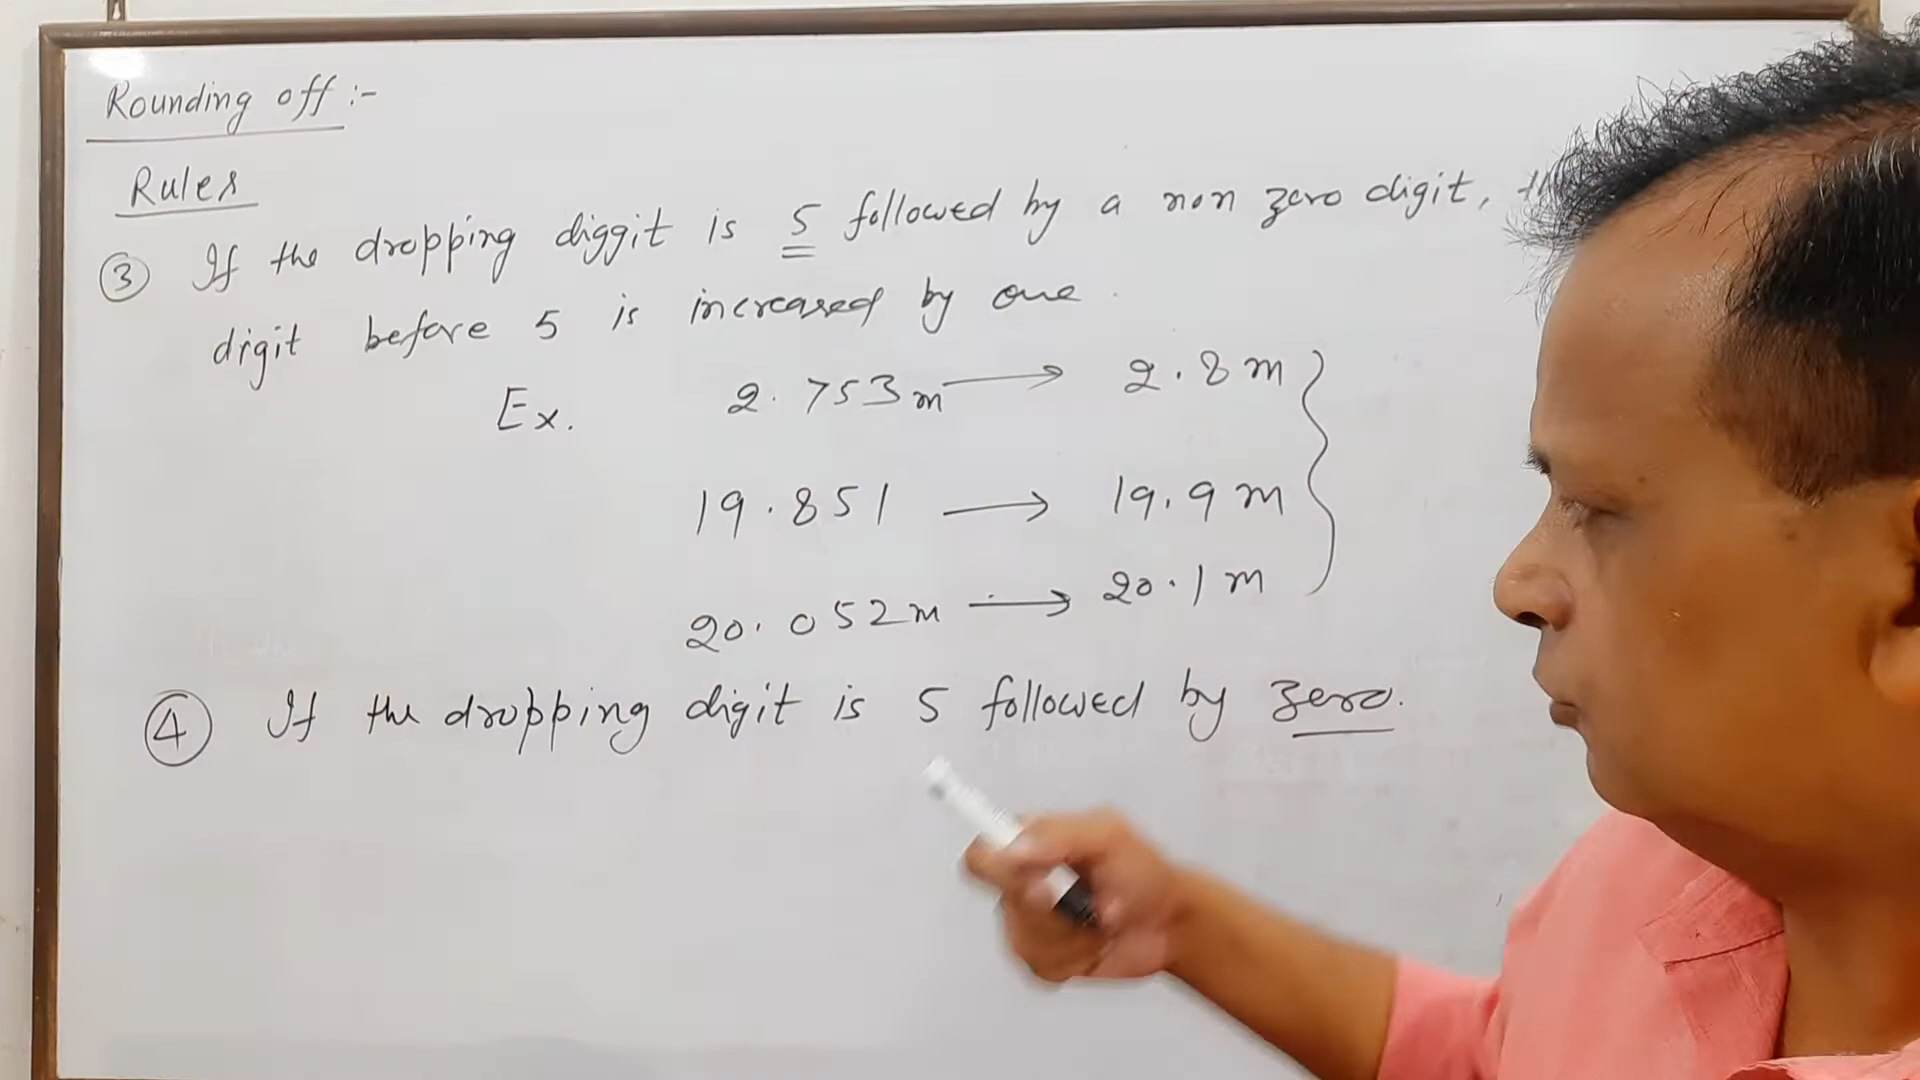 Rounding off :-
Rules
③ If the dropping diggit is 5 followed by a non zero digit,
digit before 5 is increased by one.
Ex. 2.753m → 2.8m
19.851 → 19.9m
20.052m → 20.1m
④ If the dropping digit is 5 followed by zero.